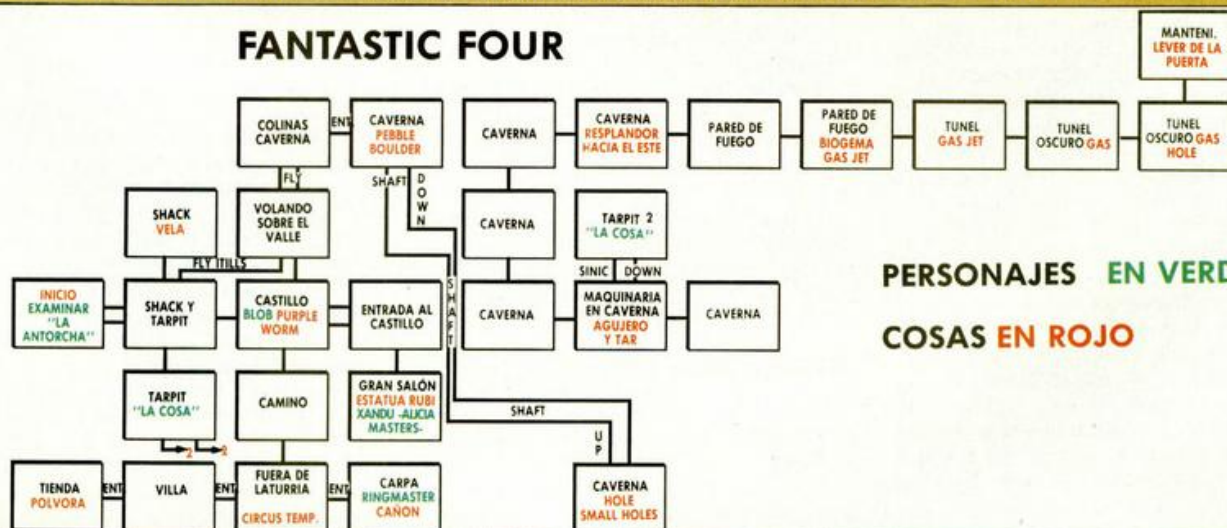 FANTASTIC FOUR
MANTENI.
LEVER DE LA
PUERTA
COLINAS
CAVERNA
ENT
CAVERNA
PEBBLE
BOULDER
CAVERNA
CAVERNA
RESPLANDOR
HACIA EL ESTE
PARED DE
FUEGO
PARED DE
FUEGO
BIOGEMA
GAS JET
TUNEL
GAS JET
TUNEL
OSCURO GAS
TUNEL
OSCURO GAS
HOLE
FLY
SHAFT
DOWN
SHACK
VELA
VOLANDO
SOBRE EL
VALLE
CAVERNA
TARPIT 2
"LA COSA"
FLY ITILLS
SINIC
DOWN
PERSONAJES EN VERD
INICIO
EXAMINAR
"LA
ANTORCHA"
SHACK Y
TARPIT
CASTILLO
BLOB PURPLE
WORM
ENTRADA AL
CASTILLO
SHAFT
CAVERNA
MAQUINARIA
EN CAVERNA
AGUJERO
Y TAR
CAVERNA
COSAS EN ROJO
TARPIT
"LA COSA"
CAMINO
GRAN SALÓN
ESTATUA RUBI
XANDU -ALICIA
MASTERS-
SHAFT
UP
2
2
TIENDA
POLVORA
ENT
VILLA
ENT
FUERA DE
LATURRIA
CIRCUS TEMP.
ENT
CARPA
RINGMASTER
CAÑON
CAVERNA
HOLE
SMALL HOLES